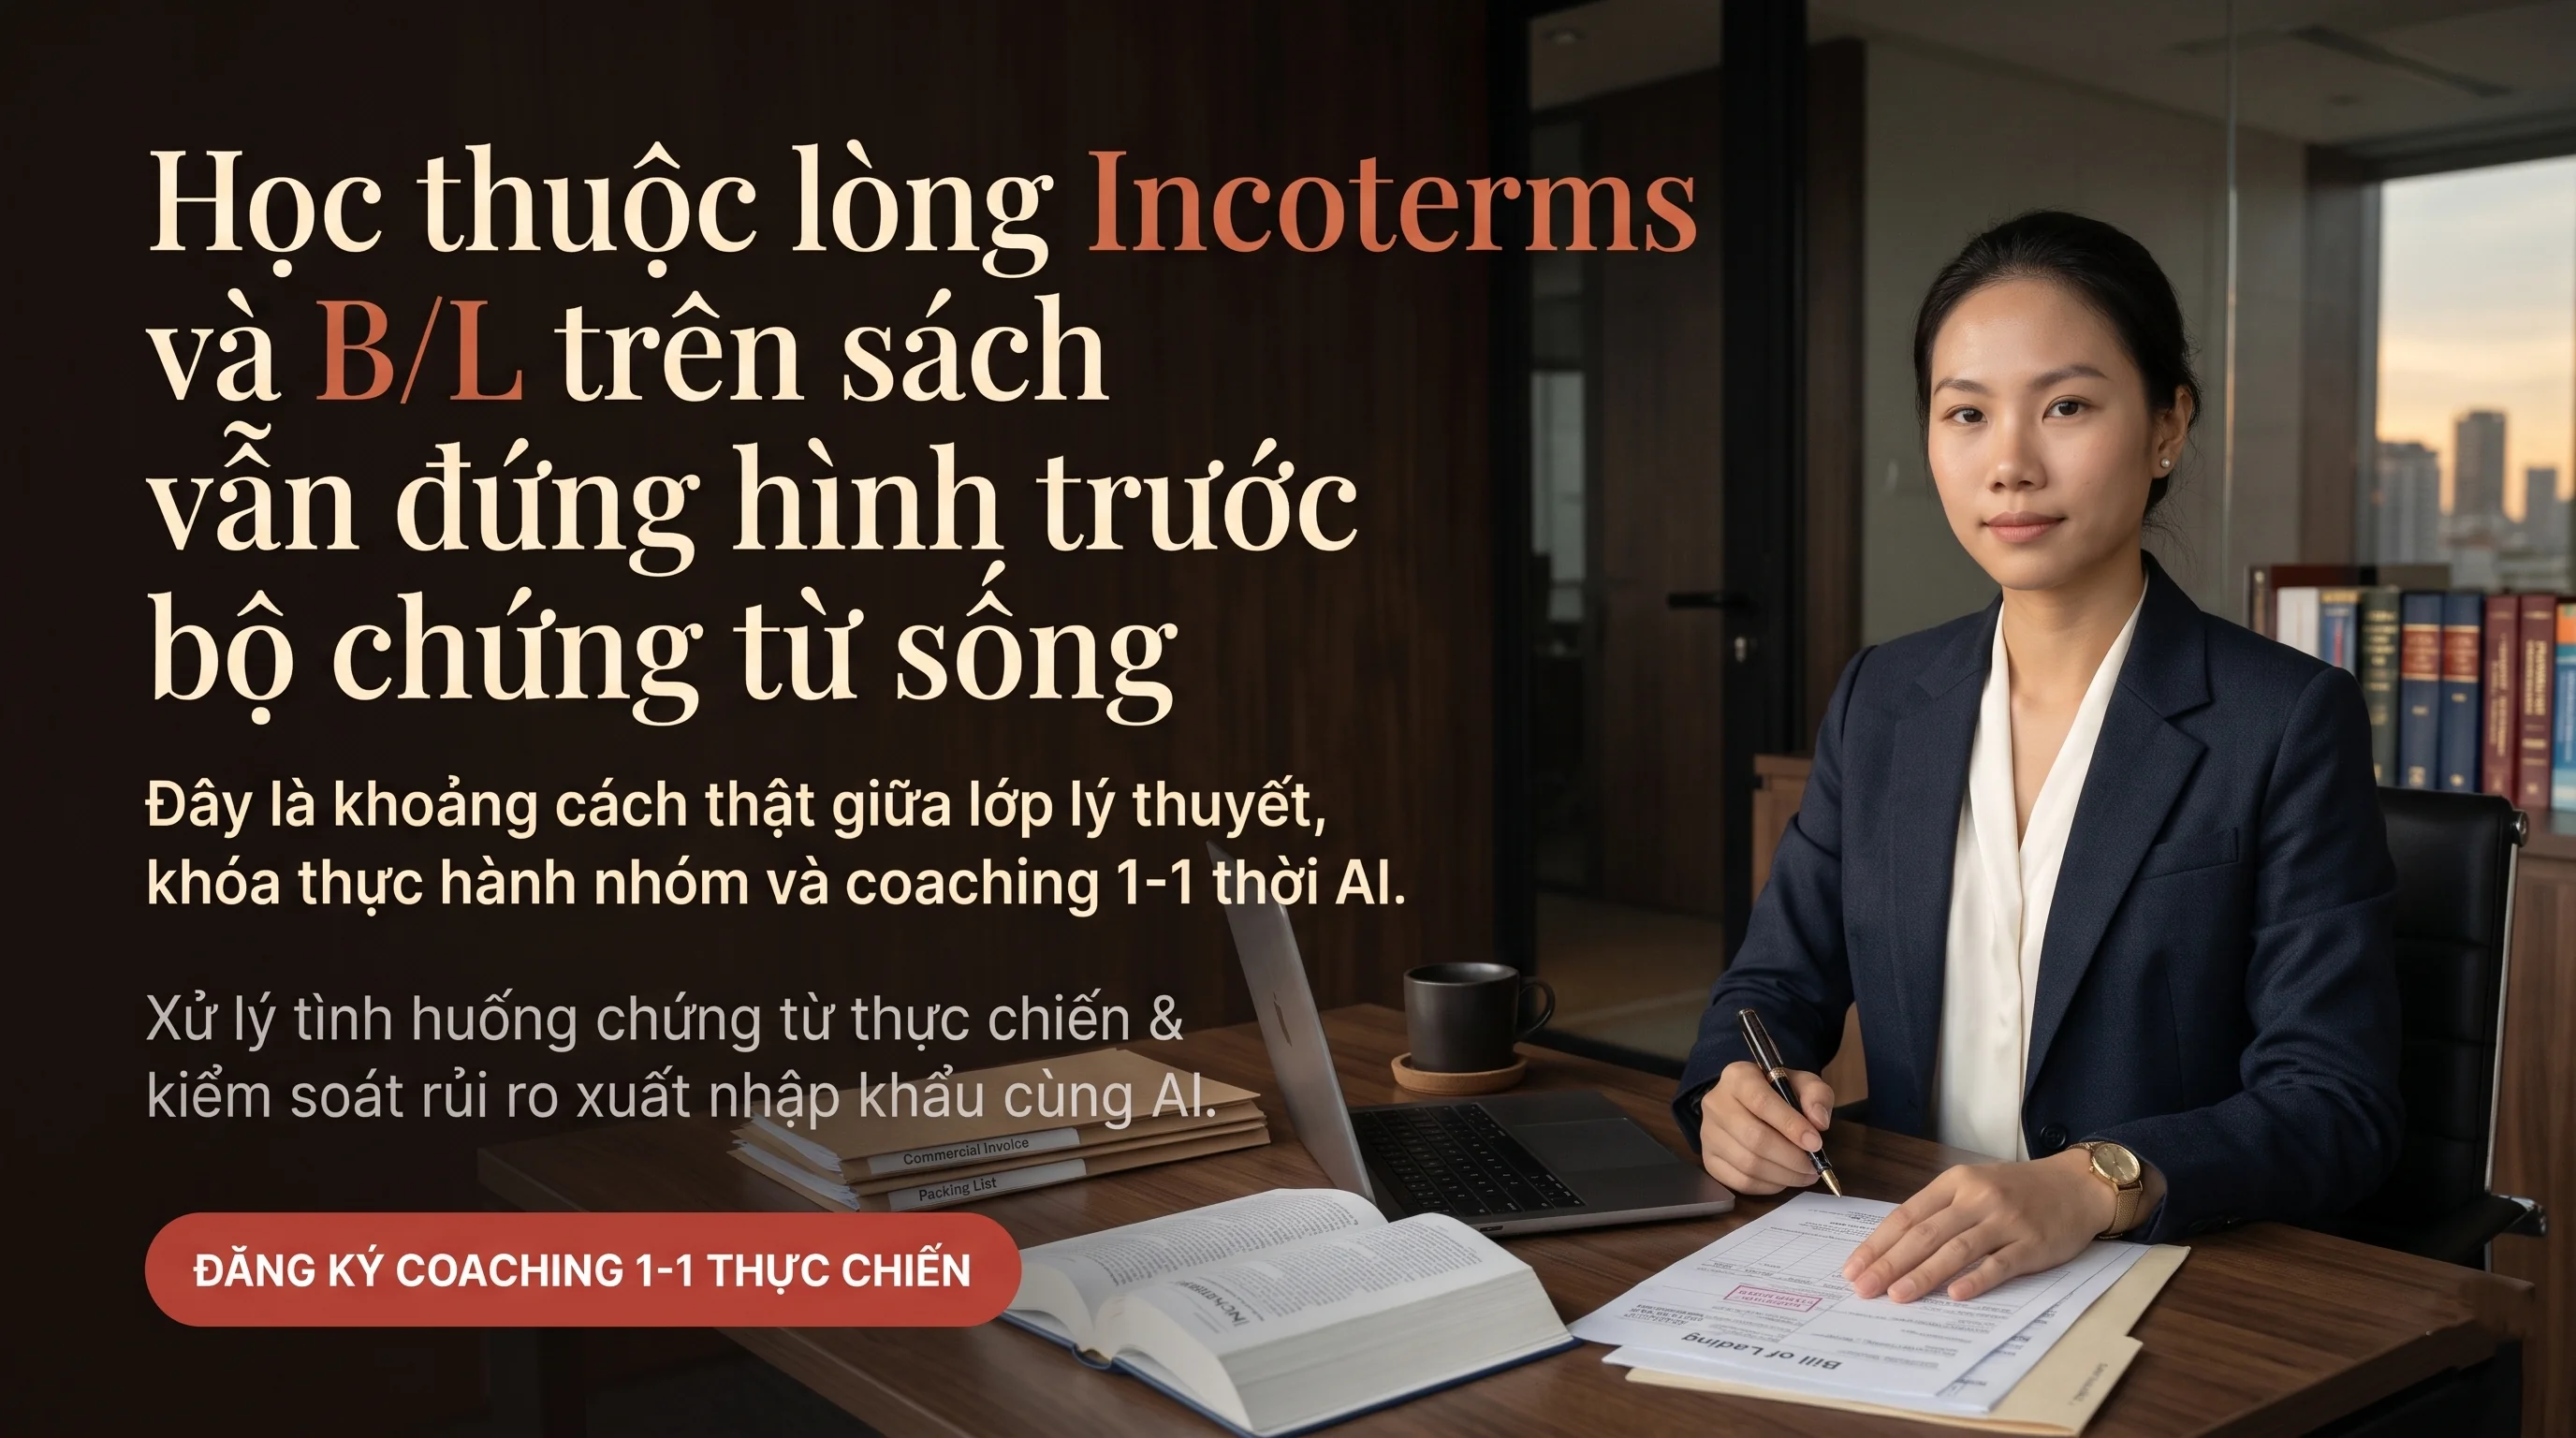 Học thuộc lòng Incoterms
và B/L trên sách
vẫn đứng hình trước
bộ chứng từ sống
Đây là khoảng cách thật giữa lớp lý thuyết,
khóa thực hành nhóm và coaching 1-1 thời AI.
Xử lý tình huống chứng từ thực chiến &
kiểm soát rủi ro xuất nhập khẩu cùng AI.
Commercial Invoice
Packing List
ĐĂNG KÝ COACHING 1-1 THỰC CHIẾN
Bill of Lading